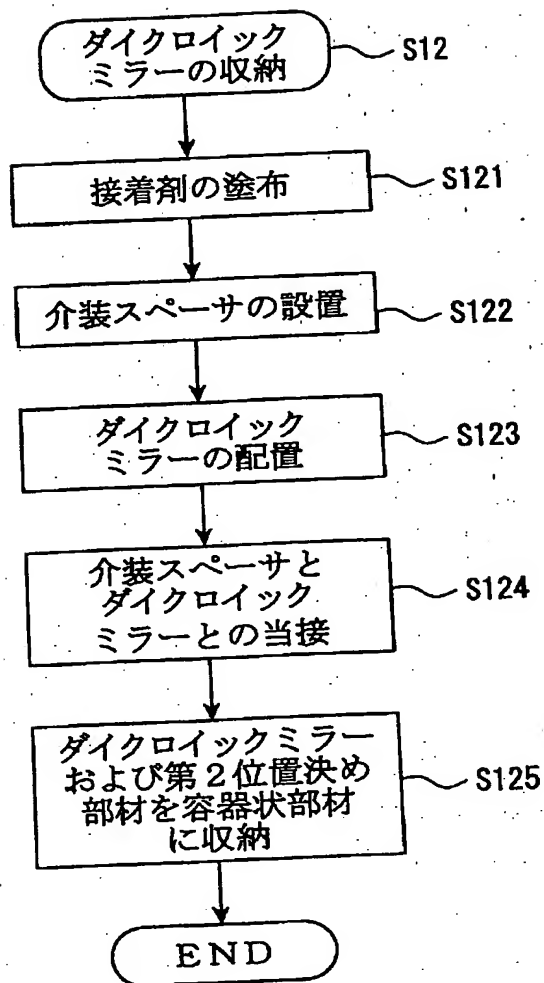 ダイクロイック
ミラーの収納
S12
接着剤の塗布
S121
介装スペーサの設置
S122
ダイクロイック
ミラーの配置
S123
介装スペーサと
ダイクロイック
ミラーとの当接
S124
ダイクロイックミラー
および第２位置決め
部材を容器状部材
に収納
S125
END